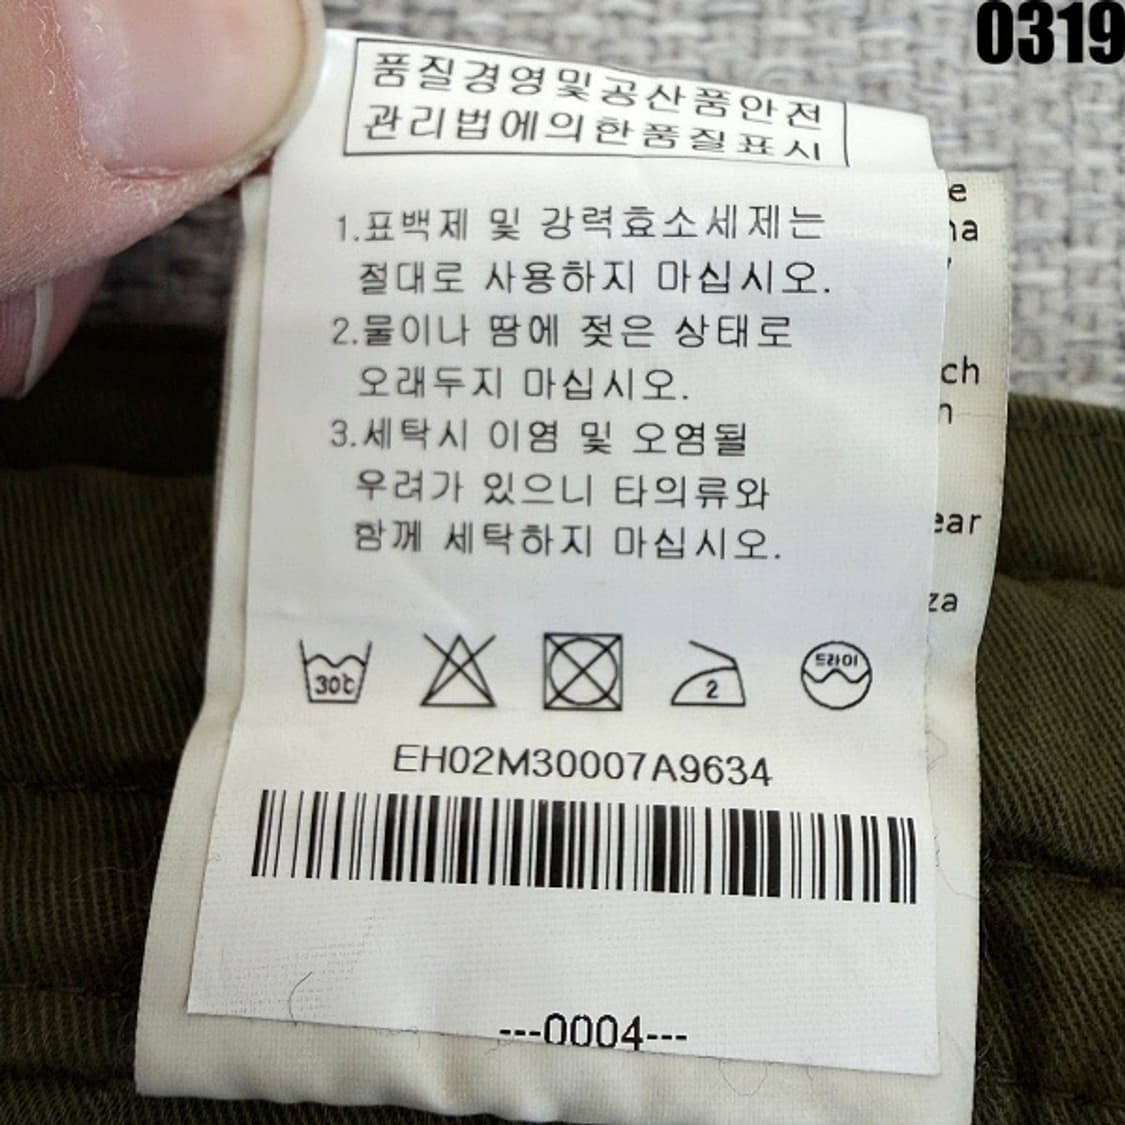 0319
품질경영및공산품안전
관리법에의한품질표시
1.표백제 및 강력효소세제는
절대로 사용하지 마십시오.
2.물이나 땀에 젖은 상태로
오래두지 마십시오.
3.세탁시 이염 및 오염될
우려가 있으니 타의류와
함께 세탁하지 마십시오.
30℃
2
드라이
EH02M30007A9634
---0004---